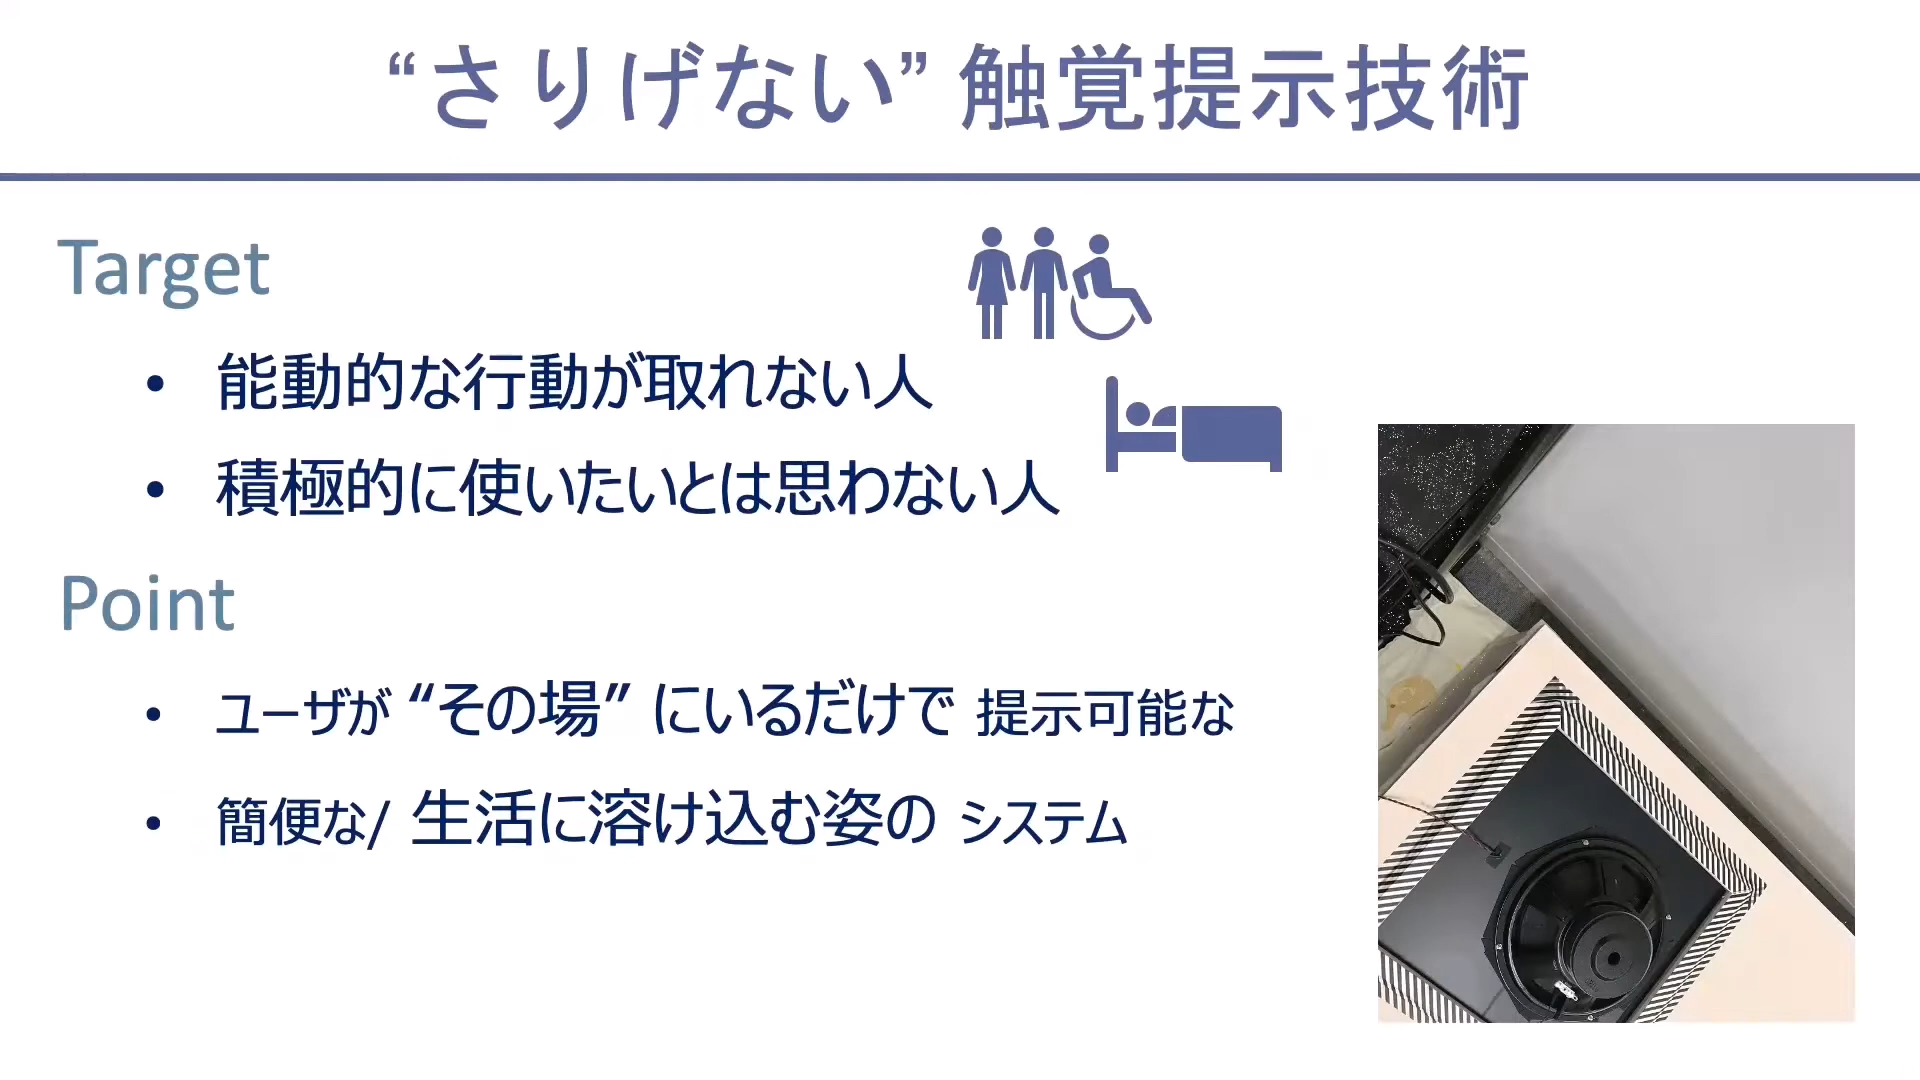 “さりげない” 触覚提示技術
Target
• 能動的な行動が取れない人
• 積極的に使いたいとは思わない人
Point
• ユーザが “その場” にいるだけで 提示可能な
• 簡便な/ 生活に溶け込む姿の システム